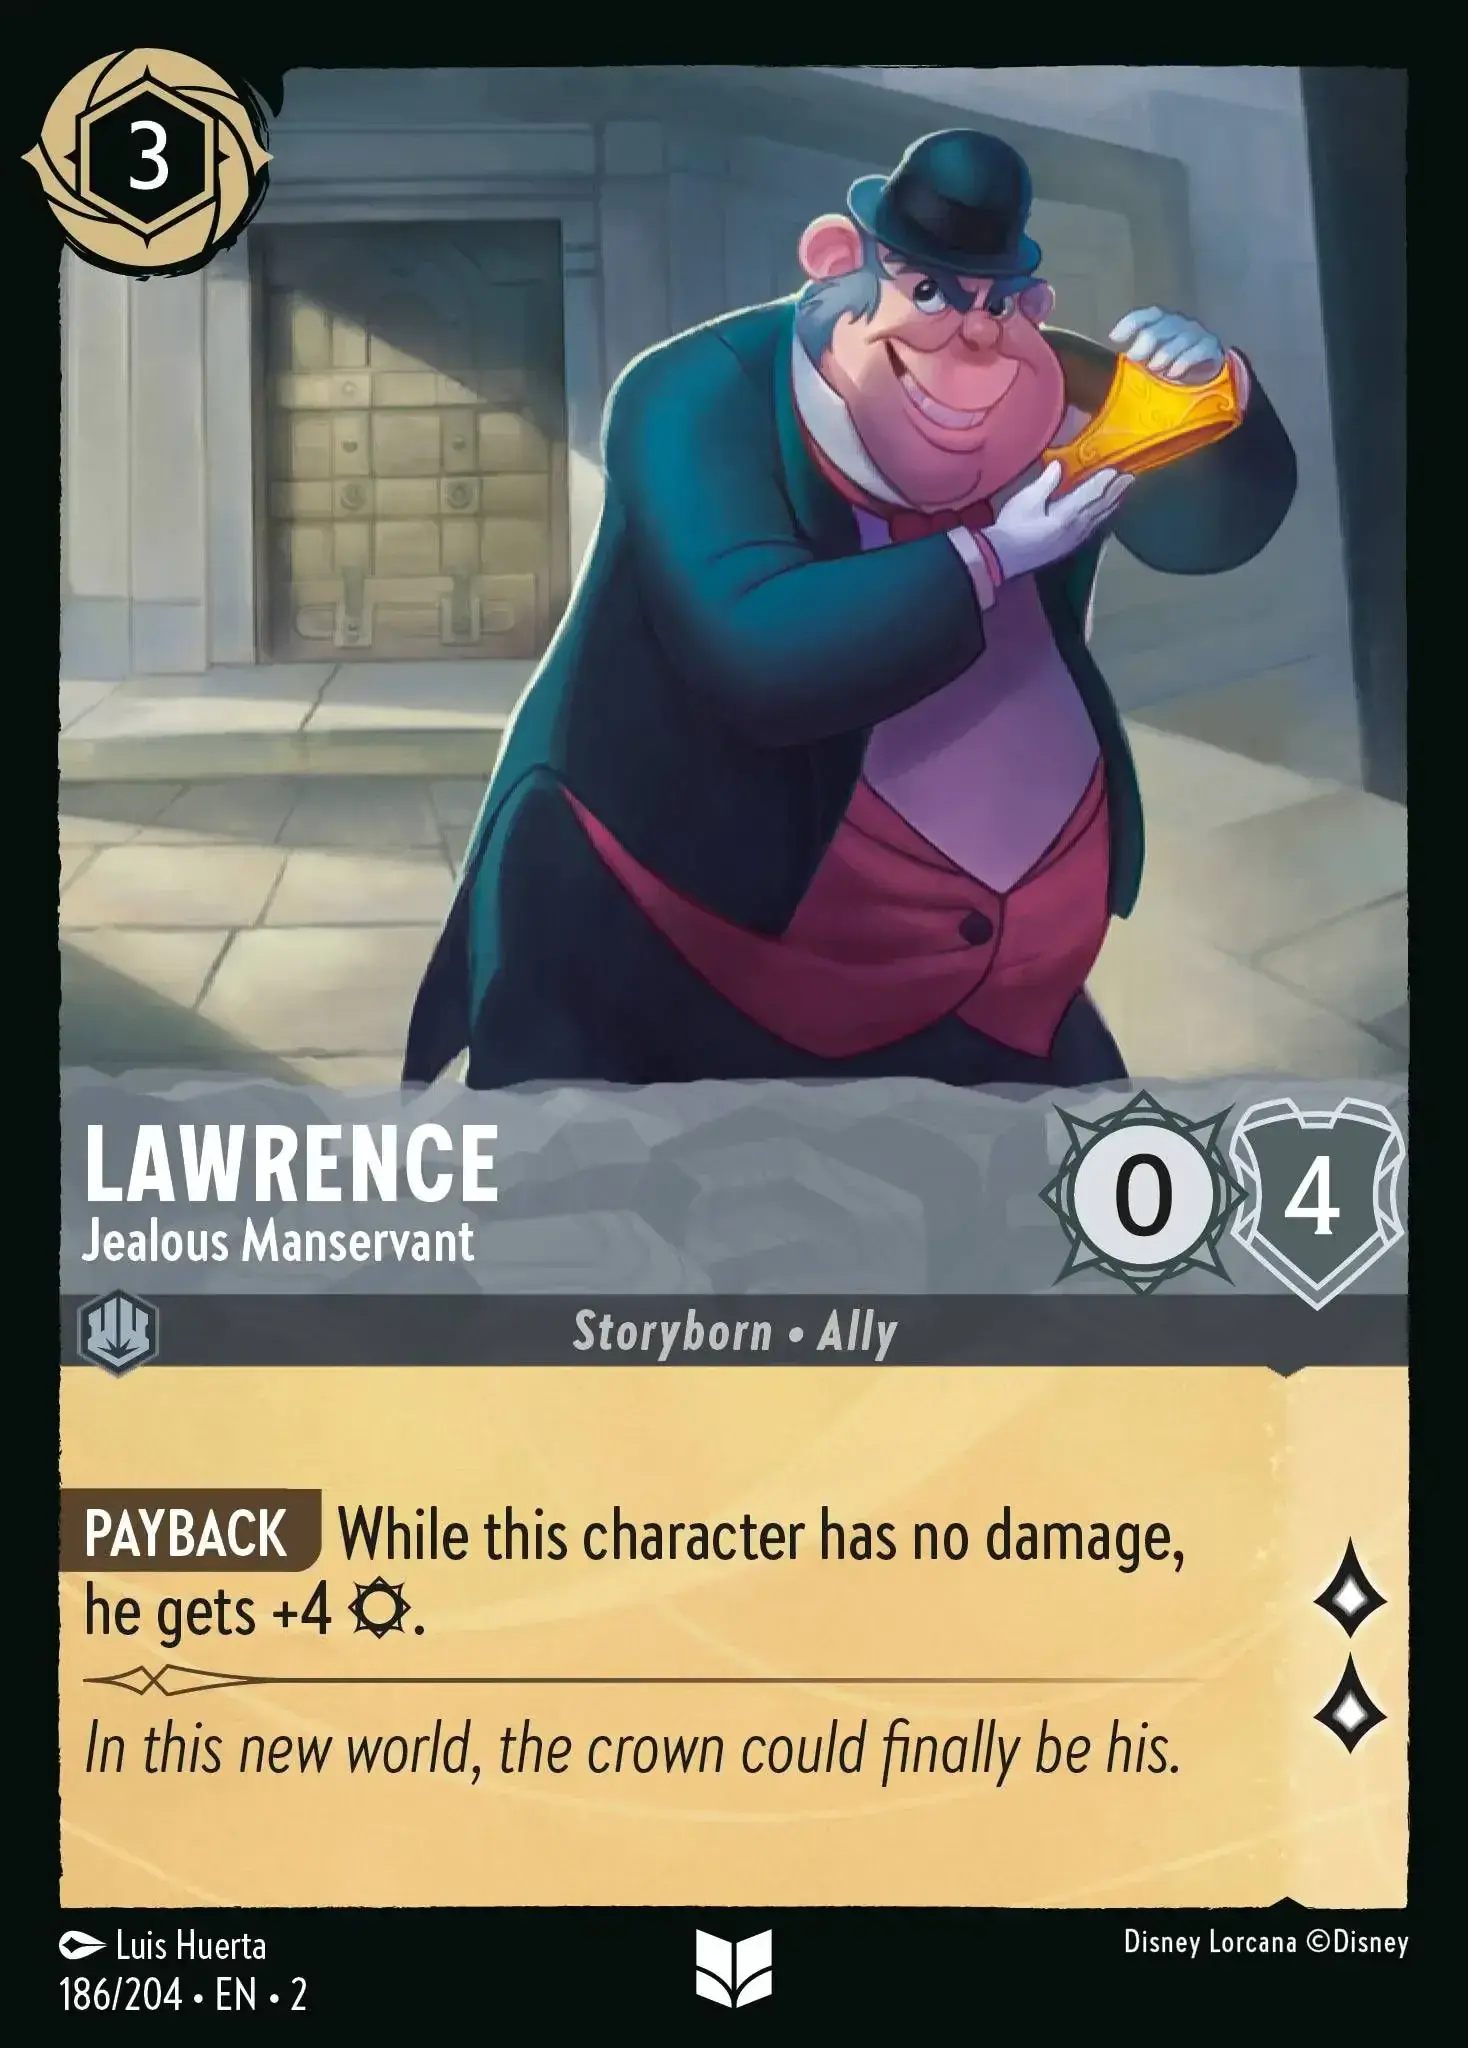 3
LAWRENCE
Jealous Manservant
0
4
Storyborn • Ally
PAYBACK While this character has no damage,
he gets +4 .
In this new world, the crown could finally be his.
Luis Huerta
186/204 • EN • 2
Disney Lorcana ©Disney